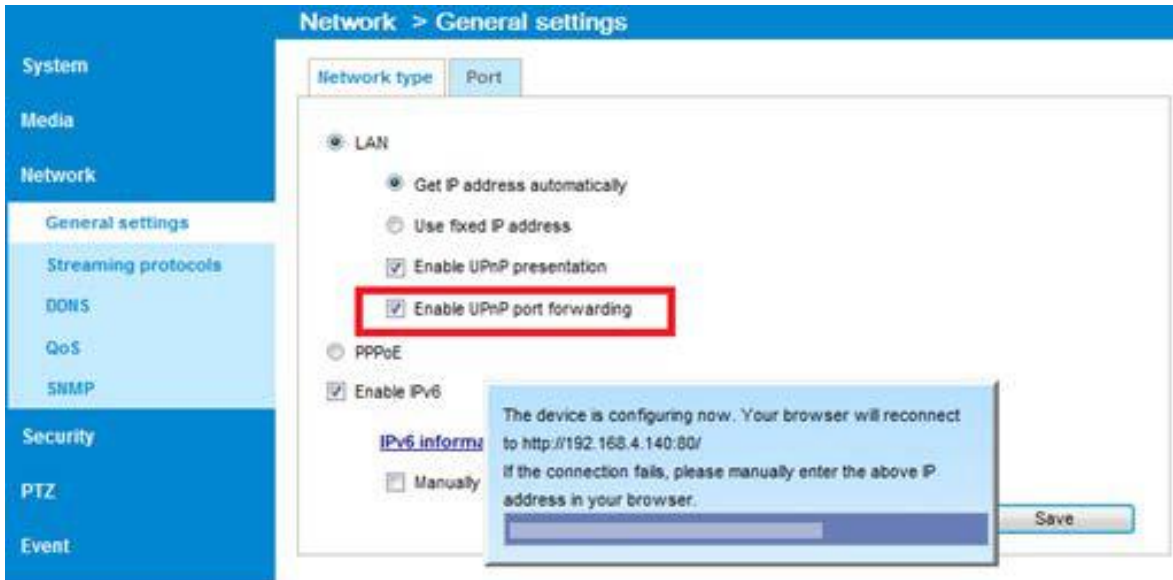 Network > General settings
System
Media
Network
General settings
Streaming protocols
DDNS
QoS
SNMP
Security
PTZ
Event
Network type
Port
LAN
Get IP address automatically
Use fixed IP address
Enable UPnP presentation
Enable UPnP port forwarding
PPPoE
Enable IPv6
IPv6 informa
Manually
The device is configuring now. Your browser will reconnect
to http://192.168.4.140:80/
If the connection fails, please manually enter the above IP
address in your browser.
Save